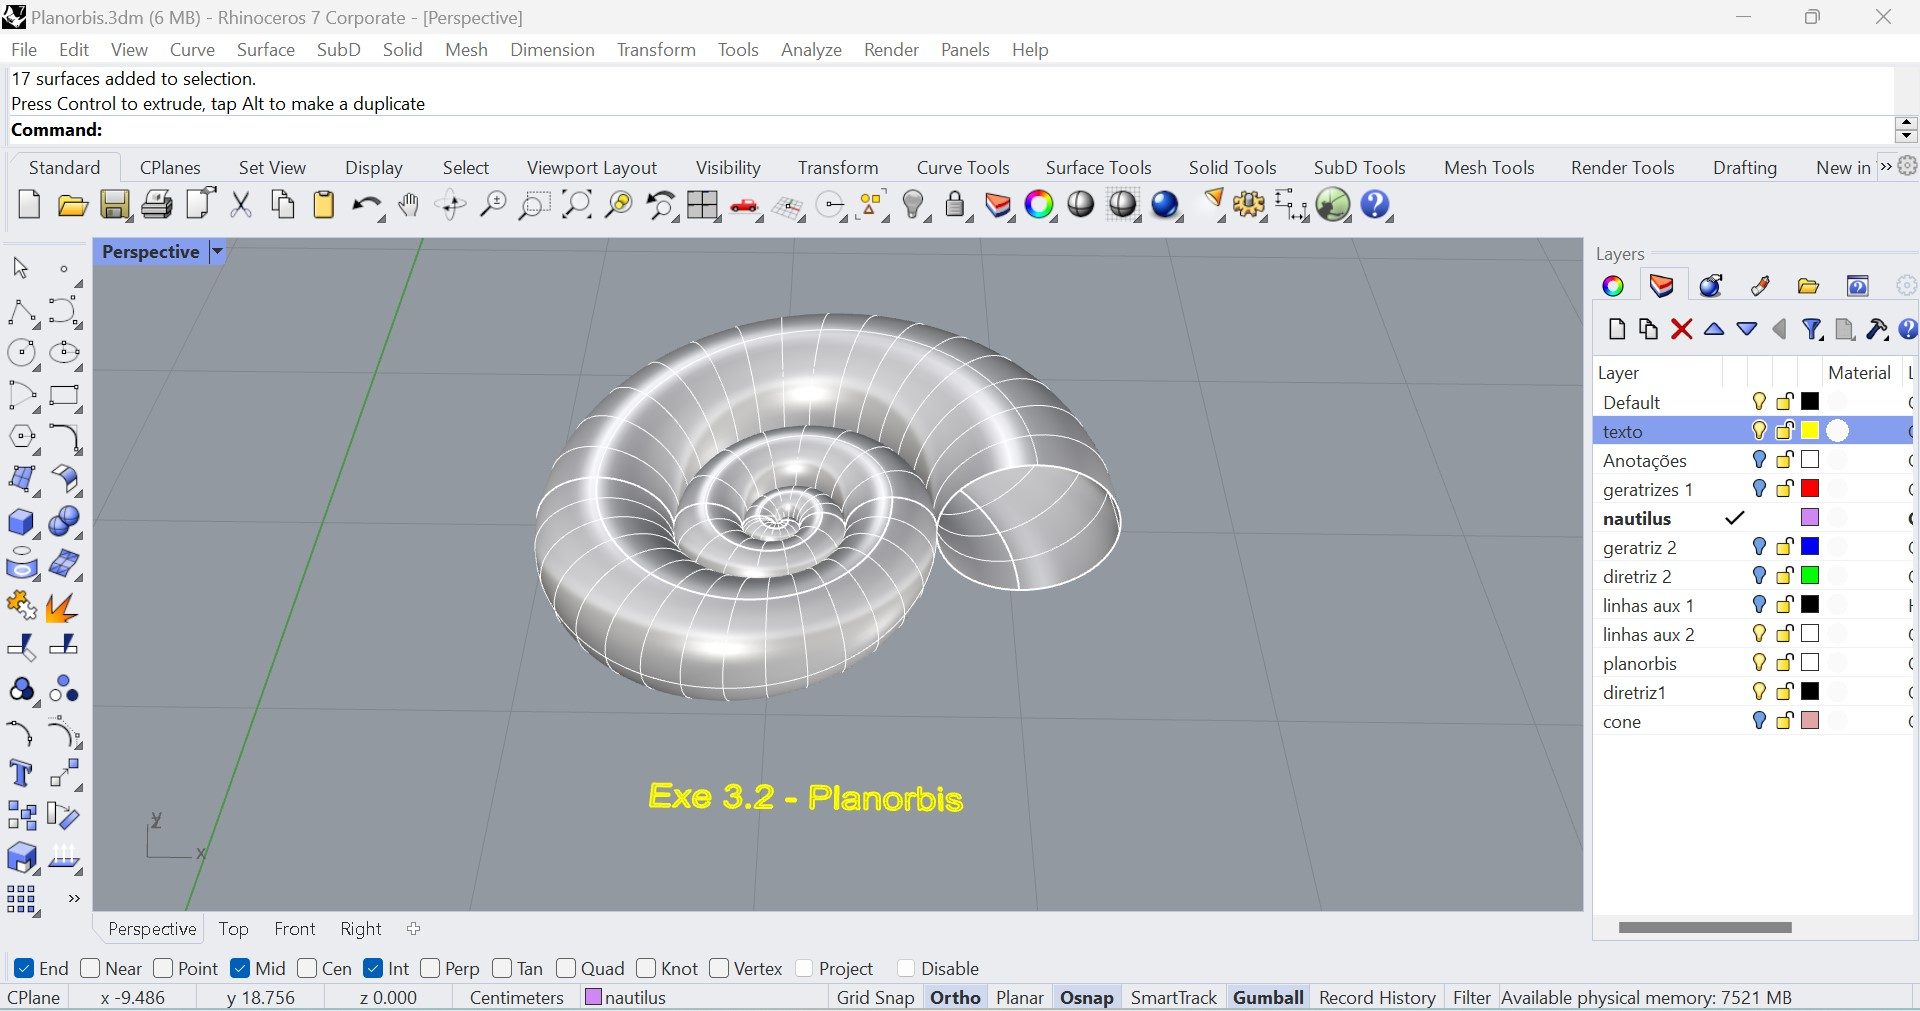 Planorbis.3dm (6 MB) - Rhinoceros 7 Corporate - [Perspective]
File Edit View Curve Surface SubD Solid Mesh Dimension Transform Tools Analyze Render Panels Help
17 surfaces added to selection.
Press Control to extrude, tap Alt to make a duplicate
Command:
Standard CPlanes Set View Display Select Viewport Layout Visibility Transform Curve Tools Surface Tools Solid Tools SubD Tools Mesh Tools Render Tools Drafting New in
Perspective
Layers
Layer Material
Default
texto
Anotações
geratrizes 1
nautilus
geratriz 2
diretriz 2
linhas aux 1
linhas aux 2
planorbis
diretriz1
cone
Exe 3.2 - Planorbis
y
x
Perspective Top Front Right
End Near Point Mid Cen Int Perp Tan Quad Knot Vertex Project Disable
CPlane x -9.486 y 18.756 z 0.000 Centimeters nautilus Grid Snap Ortho Planar Osnap SmartTrack Gumball Record History Filter Available physical memory: 7521 MB